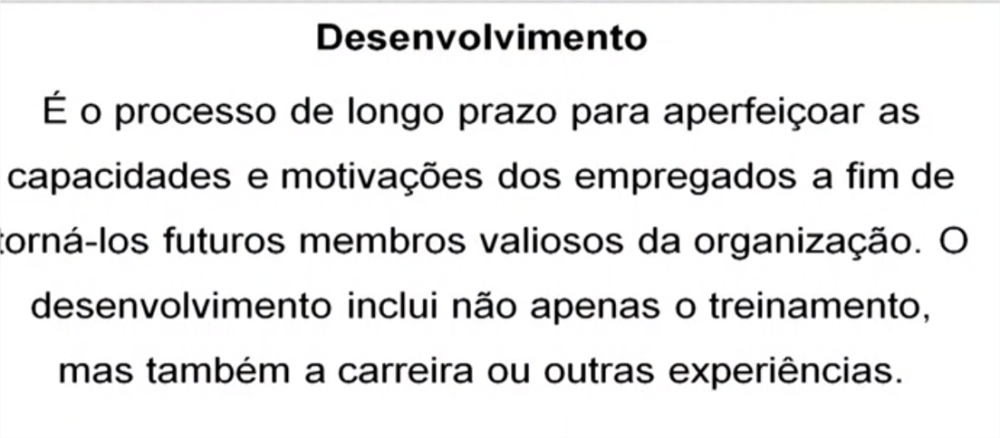 Desenvolvimento
É o processo de longo prazo para aperfeiçoar as
capacidades e motivações dos empregados a fim de
torná-los futuros membros valiosos da organização. O
desenvolvimento inclui não apenas o treinamento,
mas também a carreira ou outras experiências.